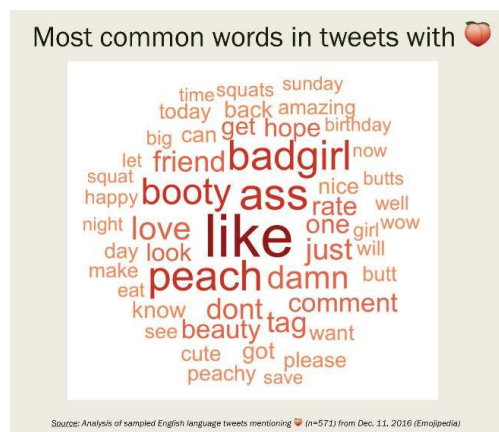 Most common words in tweets with 🍑
time squats sunday
today back amazing
big can get hope birthday
let friend badgirl now
squat booty ass nice butts
happy rate well
night love like one girl wow
day look just will
make peach damn butt
eat
know dont comment
see beauty tag want
cute got please
peachy save
Source: Analysis of sampled English language tweets mentioning 🍑 (n=571) from Dec. 11, 2016 (Emojipedia)